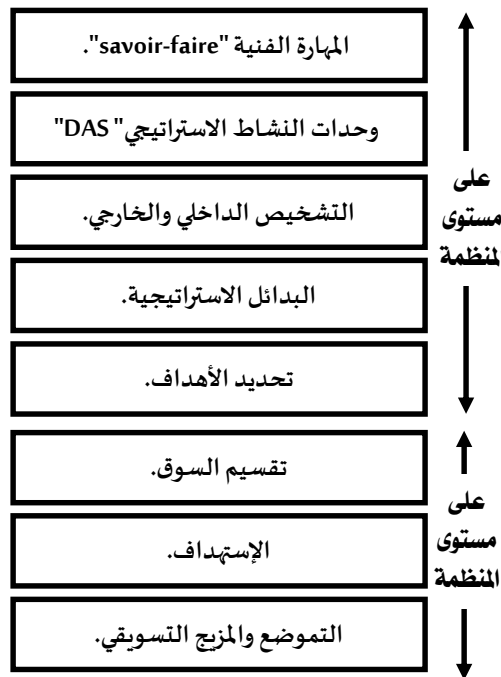 المهارة الفنية "savoir-faire".
وحدات النشاط الاستراتيجي "DAS"
التشخيص الداخلي والخارجي.
البدائل الاستراتيجية.
تحديد الأهداف.
على
مستوى
لمنظمة
تقسيم السوق.
الإستهداف.
التموضع والمزيج التسويقي.
على
مستوى
المنظمة